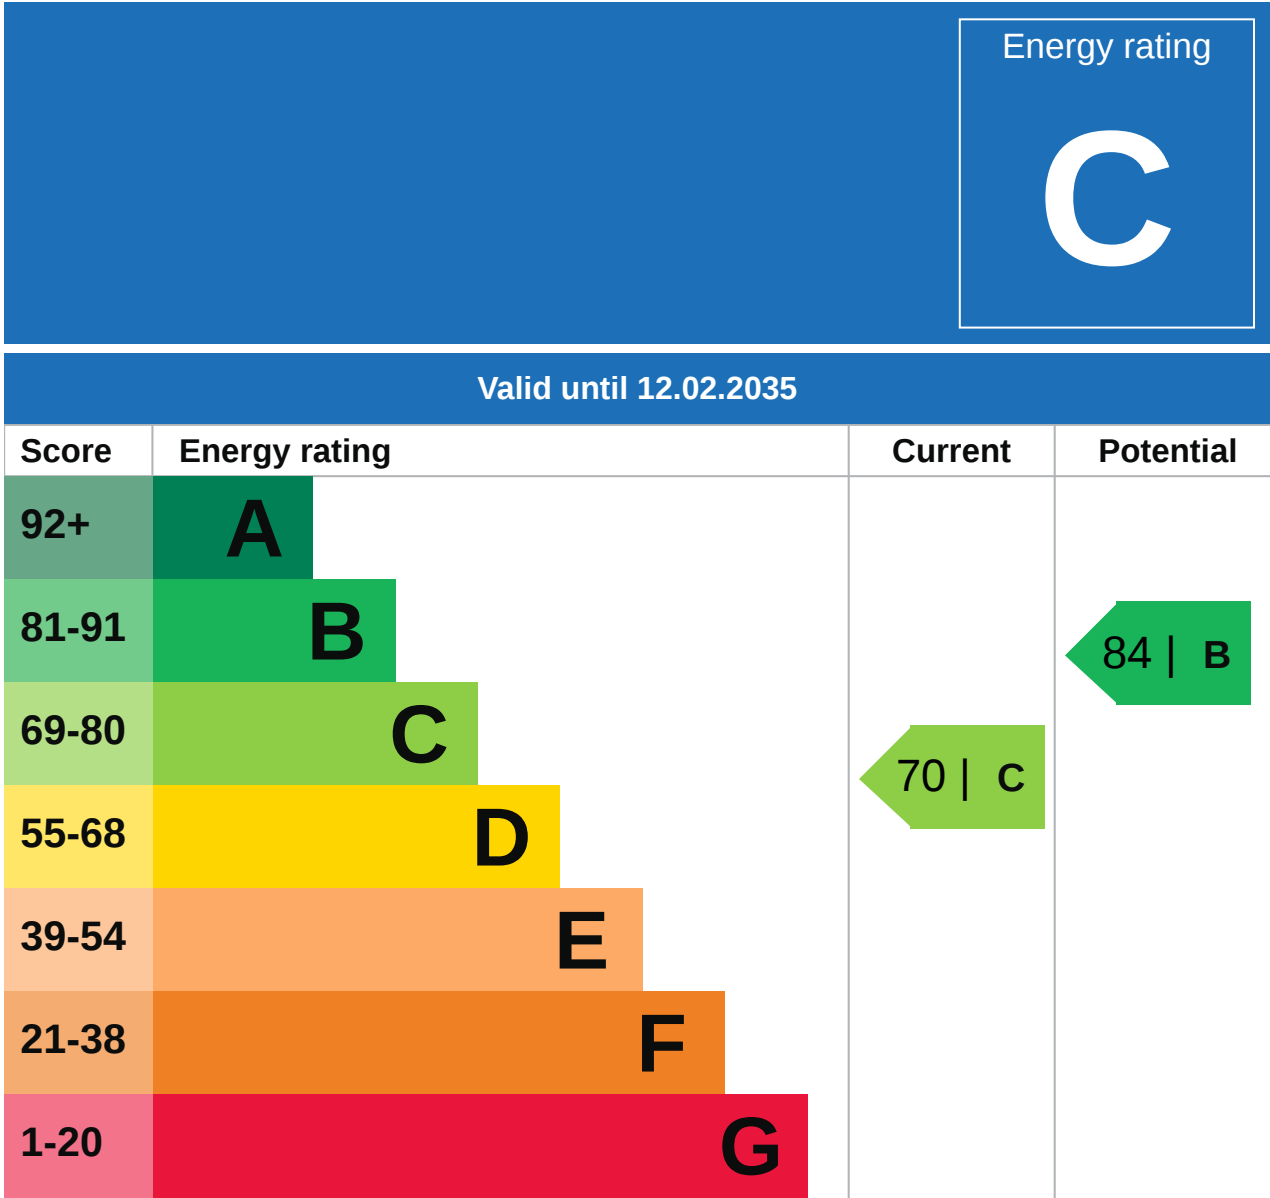 Energy rating
C
Valid until 12.02.2035
Score Energy rating Current Potential
92+ A
81-91 B
84 | B
69-80 C
70 | C
55-68 D
39-54 E
21-38 F
1-20 G